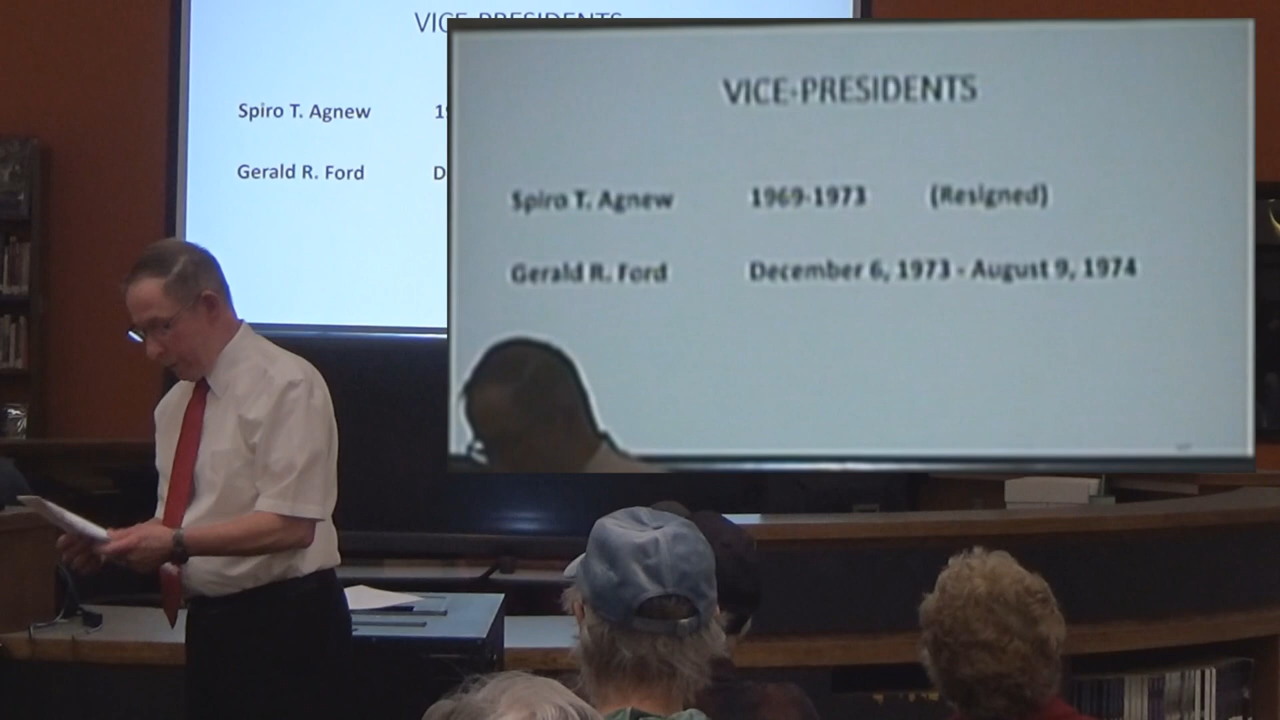 VICE-PRESIDENTS
Spiro T. Agnew 19
Gerald R. Ford D
VICE-PRESIDENTS
Spiro T. Agnew 1969-1973 (Resigned)
Gerald R. Ford December 6, 1973 - August 9, 1974